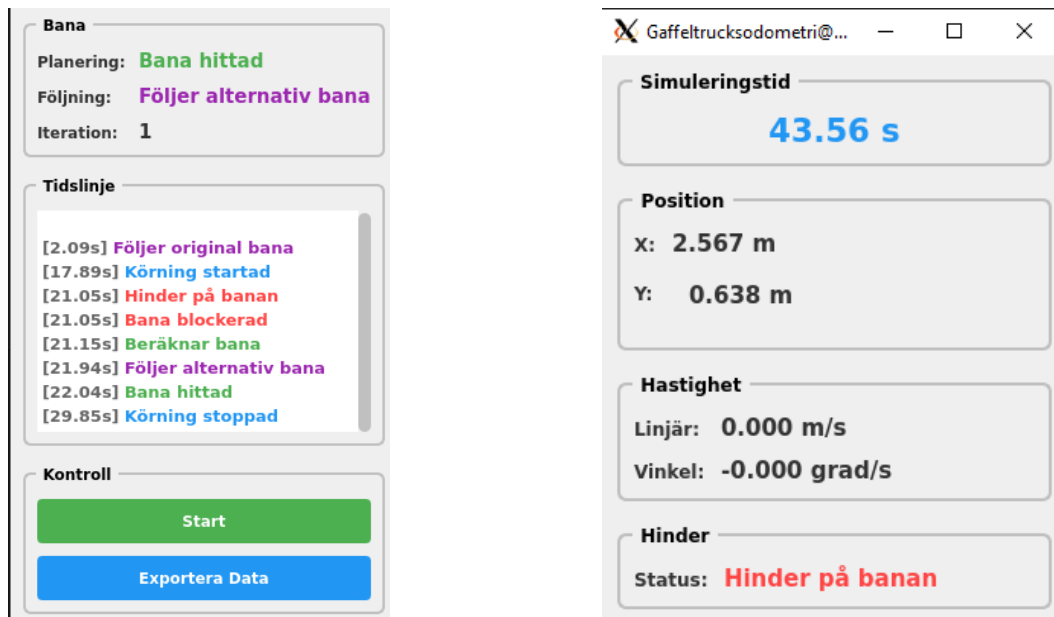 Bana
Planering: Bana hittad
Följning: Följer alternativ bana
Iteration: 1
Tidslinje
[2.09s] Följer original bana
[17.89s] Körning startad
[21.05s] Hinder på banan
[21.05s] Bana blockerad
[21.15s] Beräknar bana
[21.94s] Följer alternativ bana
[22.04s] Bana hittad
[29.85s] Körning stoppad
Kontroll
Start
Exportera Data
Gaffeltrucksodometri@...
Simuleringstid
43.56 s
Position
X: 2.567 m
Y: 0.638 m
Hastighet
Linjär: 0.000 m/s
Vinkel: -0.000 grad/s
Hinder
Status: Hinder på banan